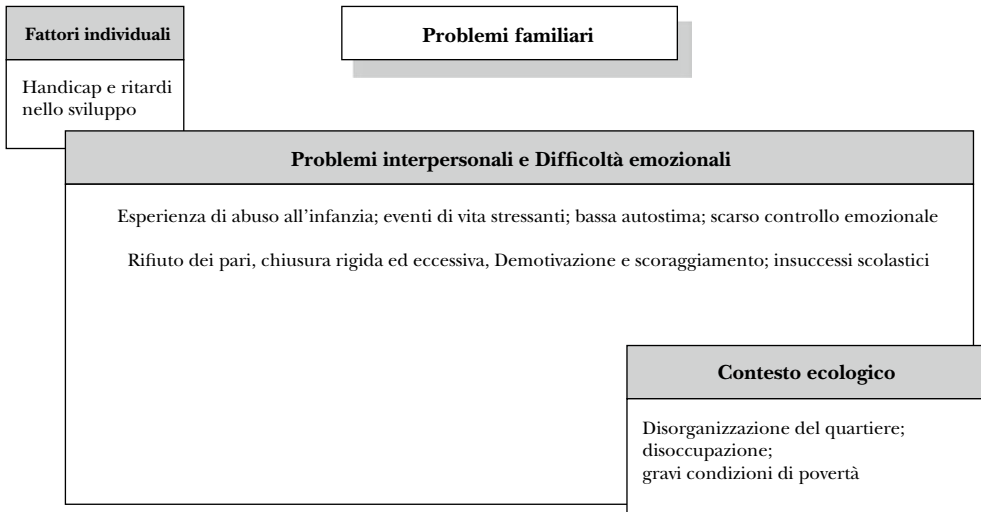 Fattori individuali
Problemi familiari
Handicap e ritardi
nello sviluppo
Problemi interpersonali e Difficoltà emozionali
Esperienza di abuso all'infanzia; eventi di vita stressanti; bassa autostima; scarso controllo emozionale
Rifiuto dei pari, chiusura rigida ed eccessiva, Demotivazione e scoraggiamento; insuccessi scolastici
Contesto ecologico
Disorganizzazione del quartiere;
disoccupazione;
gravi condizioni di povertà